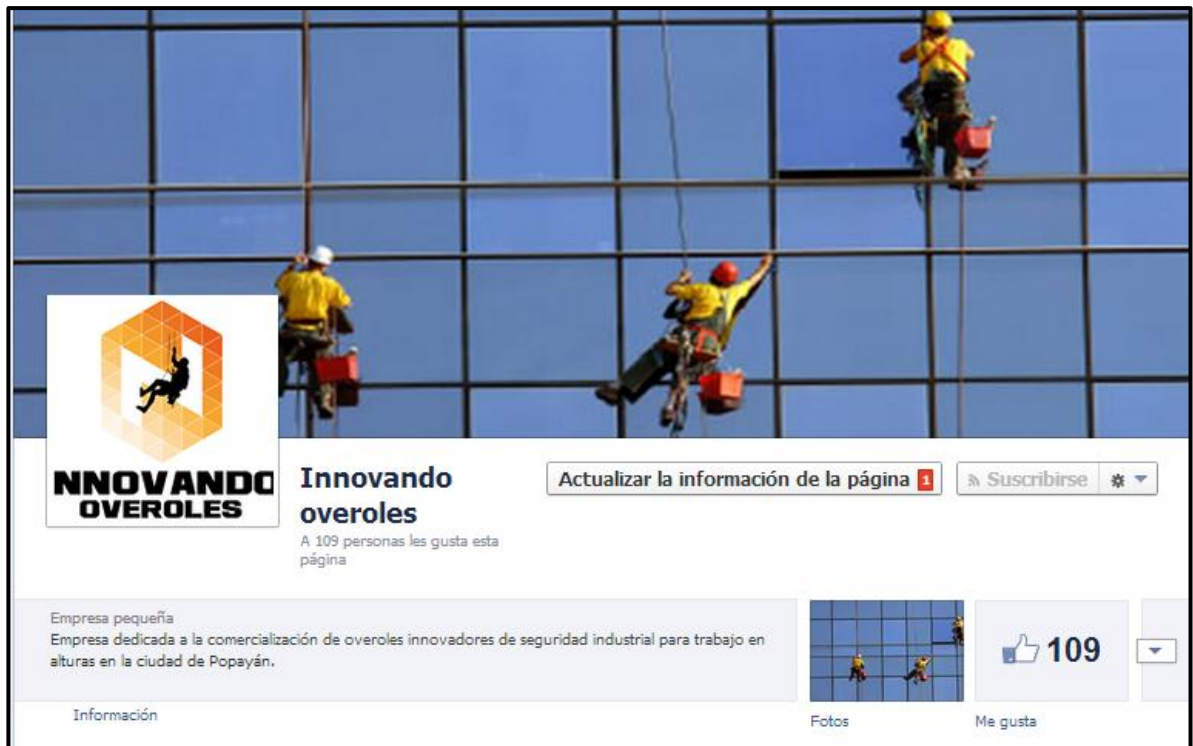 NNOVANDO
OVEROLES
Innovando
overoles
A 109 personas les gusta esta
página
Actualizar la información de la página 1
Suscribirse
Empresa pequeña
Empresa dedicada a la comercialización de overoles innovadores de seguridad industrial para trabajo en
alturas en la ciudad de Popayán.
Información
109
Fotos
Me gusta